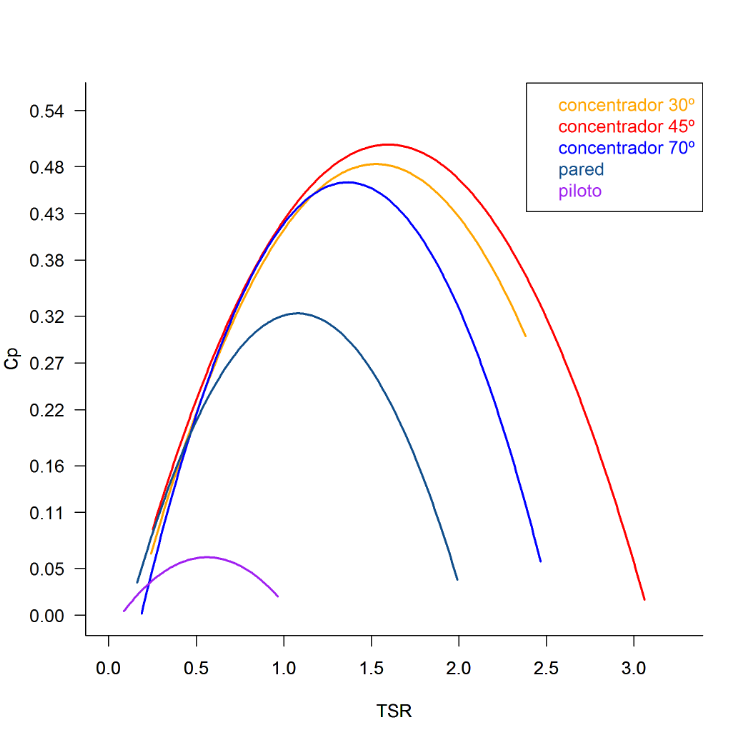 concentrador 30º
concentrador 45º
concentrador 70º
pared
piloto
Cp
0.54
0.48
0.43
0.38
0.32
0.27
0.22
0.16
0.11
0.05
0.00
0.0 0.5 1.0 1.5 2.0 2.5 3.0
TSR